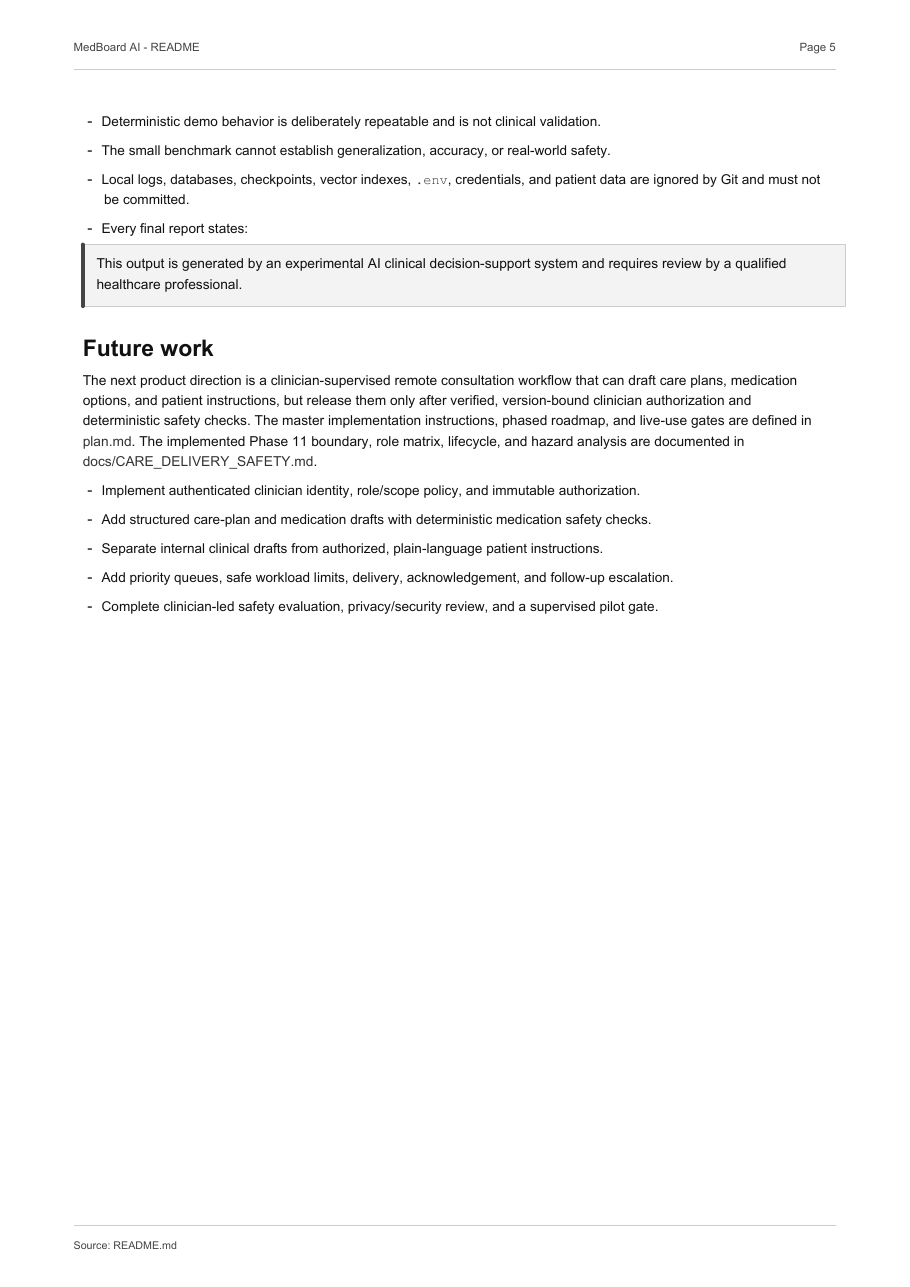 MedBoard AI - README
Page 5
- Deterministic demo behavior is deliberately repeatable and is not clinical validation.
- The small benchmark cannot establish generalization, accuracy, or real-world safety.
- Local logs, databases, checkpoints, vector indexes, .env, credentials, and patient data are ignored by Git and must not
be committed.
- Every final report states:
This output is generated by an experimental AI clinical decision-support system and requires review by a qualified
healthcare professional.
Future work
The next product direction is a clinician-supervised remote consultation workflow that can draft care plans, medication
options, and patient instructions, but release them only after verified, version-bound clinician authorization and
deterministic safety checks. The master implementation instructions, phased roadmap, and live-use gates are defined in
plan.md. The implemented Phase 11 boundary, role matrix, lifecycle, and hazard analysis are documented in
docs/CARE_DELIVERY_SAFETY.md.
- Implement authenticated clinician identity, role/scope policy, and immutable authorization.
- Add structured care-plan and medication drafts with deterministic medication safety checks.
- Separate internal clinical drafts from authorized, plain-language patient instructions.
- Add priority queues, safe workload limits, delivery, acknowledgement, and follow-up escalation.
- Complete clinician-led safety evaluation, privacy/security review, and a supervised pilot gate.
Source: README.md